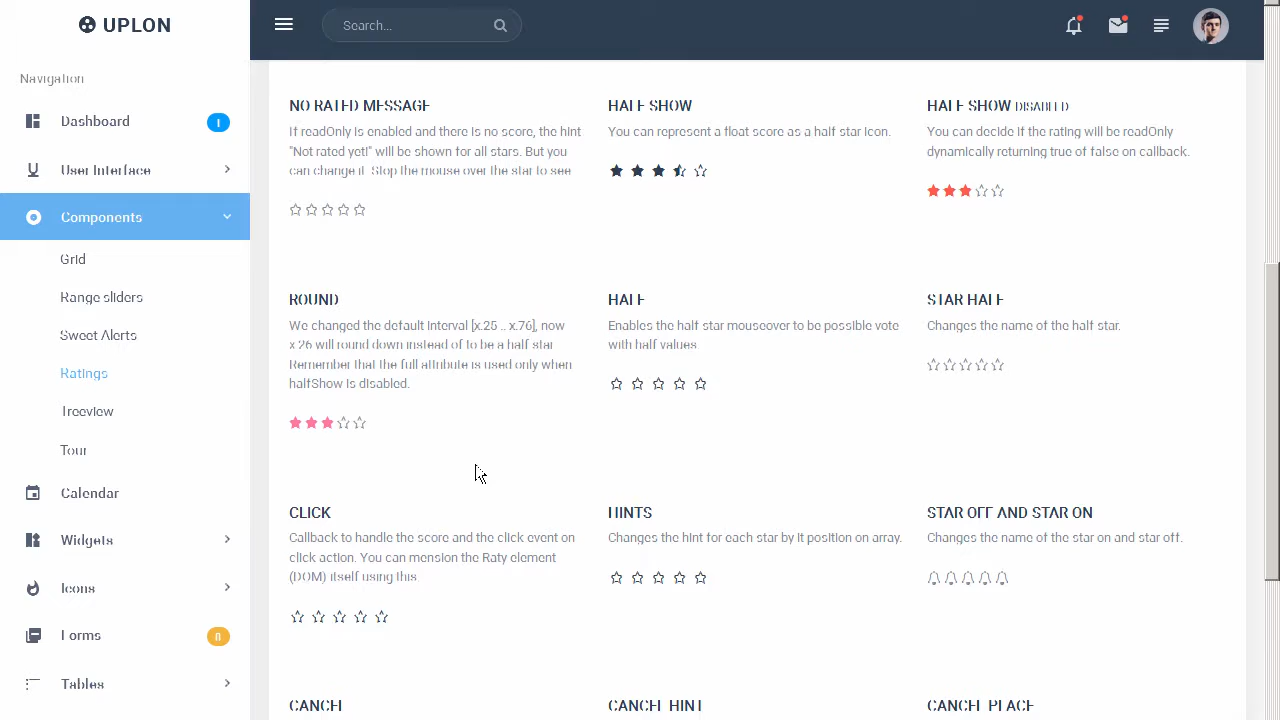 UPLON
Search...
Navigation
Dashboard
1
User Interface
Components
Grid
Range sliders
Sweet Alerts
Ratings
Treeview
Tour
Calendar
Widgets
Icons
Forms
8
Tables
NO RATED MESSAGE
If readOnly is enabled and there is no score, the hint
"Not rated yet!" will be shown for all stars. But you
can change it. Stop the mouse over the star to see
HALF SHOW
You can represent a float score as a half star icon.
HALF SHOW DISABLED
You can decide if the rating will be readOnly
dynamically returning true of false on callback.
ROUND
We changed the default interval [x.25 .. x.76], now
x.26 will round down instead of to be a half star.
Remember that the full attribute is used only when
halfShow is disabled.
HALF
Enables the half star mouseover to be possible vote
with half values.
STAR HALF
Changes the name of the half star.
CLICK
Callback to handle the score and the click event on
click action. You can mension the Raty element
(DOM) itself using this.
HINTS
Changes the hint for each star by it position on array.
STAR OFF AND STAR ON
Changes the name of the star on and star off.
CANCEL
CANCEL HINT
CANCEL PLACE